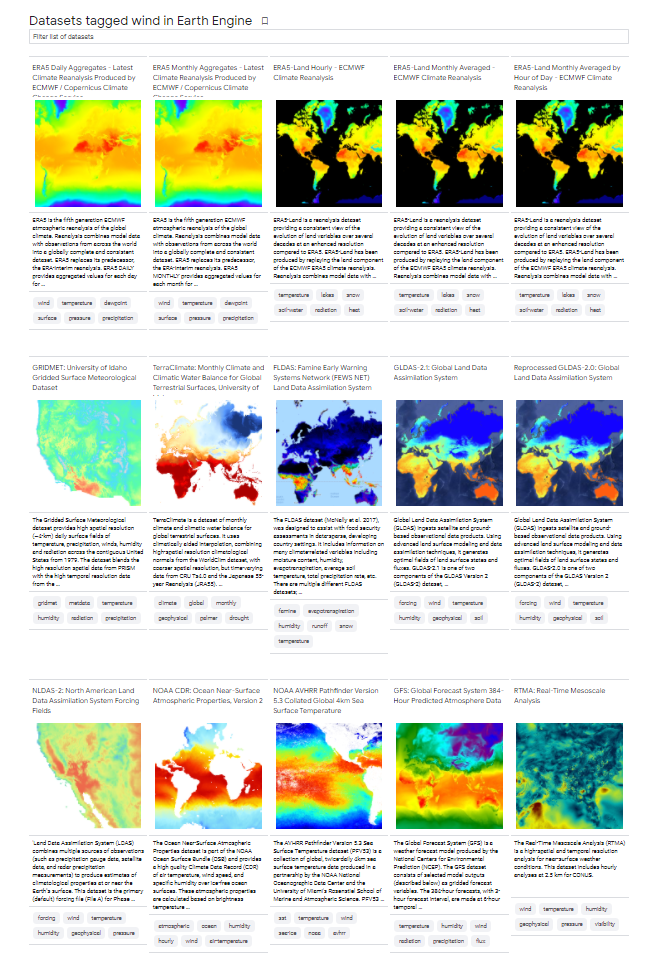 Datasets tagged wind in Earth Engine
Filter list of datasets
ERA5 Daily Aggregates - Latest
Climate Reanalysis Produced by
ECMWF / Copernicus Climate
ERA5 Monthly Aggregates - Latest
Climate Reanalysis Produced by
ECMWF / Copernicus Climate
ERA5-Land Hourly - ECMWF
Climate Reanalysis
ERA5-Land Monthly Averaged -
ECMWF Climate Reanalysis
ERA5-Land Monthly Averaged by
Hour of Day - ECMWF Climate
Reanalysis
ERA5 is the fifth generation ECMWF
atmospheric reanalysis of the global
climate. Reanalysis combines model data
with observations from across the world
into a globally complete and consistent
dataset. ERA5 replaces its predecessor,
the ERA-Interim reanalysis. ERA5 DAILY
provides aggregated values for each day
for ...
wind temperature dewpoint
surface pressure precipitation
ERA5 is the fifth generation ECMWF
atmospheric reanalysis of the global
climate. Reanalysis combines model data
with observations from across the world
into a globally complete and consistent
dataset. ERA5 replaces its predecessor,
the ERA-Interim reanalysis. ERA5
MONTHLY provides aggregated values for
each month for ...
wind temperature dewpoint
surface pressure precipitation
ERA5-Land is a reanalysis dataset
providing a consistent view of the
evolution of land variables over several
decades at an enhanced resolution
compared to ERA5. ERA5-Land has been
produced by replaying the land component
of the ECMWF ERA5 climate reanalysis.
Reanalysis combines model data with ...
temperature lakes snow
soil-water radiation heat
ERA5-Land is a reanalysis dataset
providing a consistent view of the
evolution of land variables over several
decades at an enhanced resolution
compared to ERA5. ERA5-Land has been
produced by replaying the land component
of the ECMWF ERA5 climate reanalysis.
Reanalysis combines model data with ...
temperature lakes snow
soil-water radiation heat
ERA5-Land is a reanalysis dataset
providing a consistent view of the
evolution of land variables over several
decades at an enhanced resolution
compared to ERA5. ERA5-Land has been
produced by replaying the land component
of the ECMWF ERA5 climate reanalysis.
Reanalysis combines model data with ...
temperature lakes snow
soil-water radiation heat
GRIDMET: University of Idaho
Gridded Surface Meteorological
Dataset
TerraClimate: Monthly Climate and
Climatic Water Balance for Global
Terrestrial Surfaces, University of
FLDAS: Famine Early Warning
Systems Network (FEWS NET)
Land Data Assimilation System
GLDAS-2.1: Global Land Data
Assimilation System
Reprocessed GLDAS-2.0: Global
Land Data Assimilation System
The Gridded Surface Meteorological
dataset provides high spatial resolution
(~4-km) daily surface fields of
temperature, precipitation, winds, humidity
and radiation across the contiguous United
States from 1979. The dataset blends the
high resolution spatial data from PRISM
with the high temporal resolution data
from the ...
gridmet metdata temperature
humidity radiation precipitation
TerraClimate is a dataset of monthly
climate and climatic water balance for
global terrestrial surfaces. It uses
climatically aided interpolation, combining
high-spatial resolution climatological
normals from the WorldClim dataset, with
coarser spatial resolution, but time-varying
data from CRU Ts4.0 and the Japanese 55-
year Reanalysis (JRA55). ...
climate global monthly
geophysical palmer drought
The FLDAS dataset (McNally et al. 2017),
was designed to assist with food security
assessments in data-sparse, developing
country settings. It includes information on
many climate-related variables including
moisture content, humidity,
evapotranspiration, average soil
temperature, total precipitation rate, etc.
There are multiple different FLDAS
datasets; ...
famine evapotranspiration
humidity runoff snow
temperature
Global Land Data Assimilation System
(GLDAS) ingests satellite and ground-
based observational data products. Using
advanced land surface modeling and data
assimilation techniques, it generates
optimal fields of land surface states and
fluxes. GLDAS-2.1 is one of two
components of the GLDAS Version 2
(GLDAS-2) dataset, ...
forcing wind temperature
humidity geophysical soil
Global Land Data Assimilation System
(GLDAS) ingests satellite and ground-
based observational data products. Using
advanced land surface modeling and data
assimilation techniques, it generates
optimal fields of land surface states and
fluxes. GLDAS-2.0 is one of two
components of the GLDAS Version 2
(GLDAS-2) dataset, ...
forcing wind temperature
humidity geophysical soil
NLDAS-2: North American Land
Data Assimilation System Forcing
Fields
NOAA CDR: Ocean Near-Surface
Atmospheric Properties, Version 2
NOAA AVHRR Pathfinder Version
5.3 Collated Global 4km Sea
Surface Temperature
GFS: Global Forecast System 384-
Hour Predicted Atmosphere Data
RTMA: Real-Time Mesoscale
Analysis
Land Data Assimilation System (LDAS)
combines multiple sources of observations
(such as precipitation gauge data, satellite
data, and radar precipitation
measurements) to produce estimates of
climatological properties at or near the
Earth's surface. This dataset is the primary
(default) forcing file (File A) for Phase ...
forcing wind temperature
humidity geophysical pressure
The Ocean Near-Surface Atmospheric
Properties dataset is part of the NOAA
Ocean Surface Bundle (OSB) and provides
a high quality Climate Data Record (CDR)
of air temperature, wind speed, and
specific humidity over ice-free ocean
surfaces. These atmospheric properties
are calculated based on brightness
temperature ...
atmospheric ocean humidity
hourly wind air-temperature
The AVHRR Pathfinder Version 5.3 Sea
Surface Temperature dataset (PFV53) is a
collection of global, twice-daily 4km sea
surface temperature data produced in a
partnership by the NOAA National
Oceanographic Data Center and the
University of Miami's Rosenstiel School of
Marine and Atmospheric Science. PFV53 ...
sst temperature wind
sea-ice noaa avhrr
The Global Forecast System (GFS) is a
weather forecast model produced by the
National Centers for Environmental
Prediction (NCEP). The GFS dataset
consists of selected model outputs
(described below) as gridded forecast
variables. The 384-hour forecasts, with 3-
hour forecast interval, are made at 6-hour
temporal ...
temperature humidity wind
radiation precipitation flux
The Real-Time Mesoscale Analysis (RTMA)
is a high-spatial and temporal resolution
analysis for near-surface weather
conditions. This dataset includes hourly
analyses at 2.5 km for CONUS.
wind temperature humidity
geophysical pressure visibility